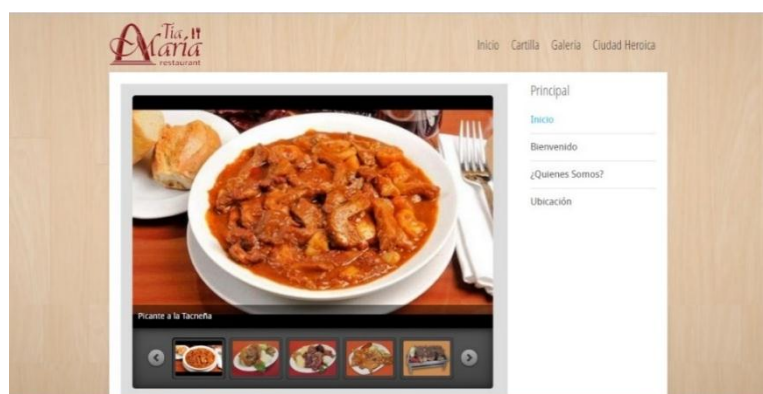 Tia
Maria
restaurant
Inicio Cartilla Galeria Ciudad Heroica
Principal
Inicio
Bienvenido
¿Quienes Somos?
Ubicación
Picante a la Tacneña